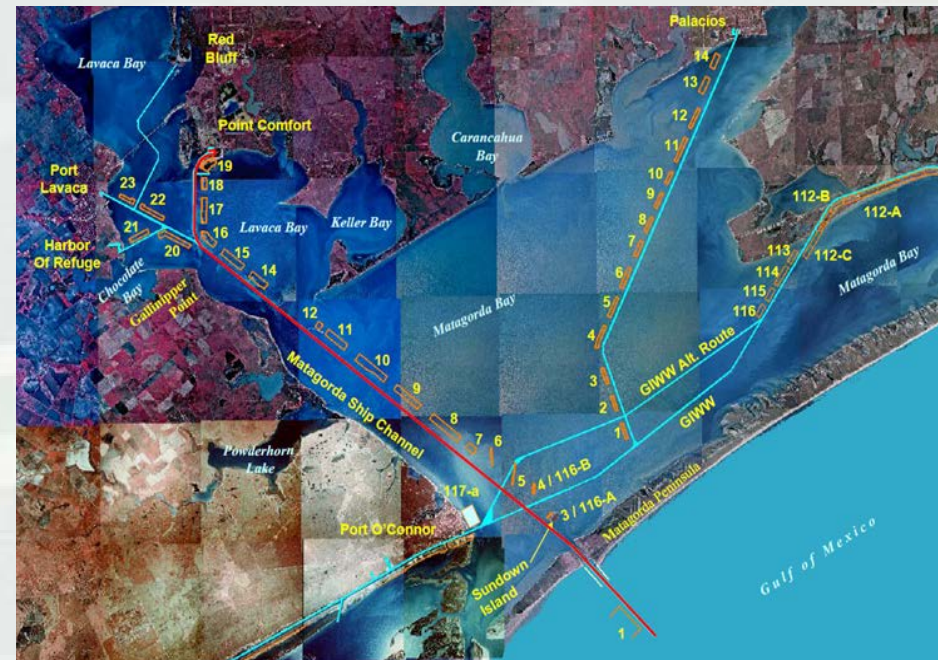 Palacios
Lavaca Bay
Red
Bluff
14
13
Point Comfort
12
Carancahua
Bay
11
19
Port
Lavaca
18
10
112-B
23
22
17
9
112-A
Lavaca Bay
Keller Bay
8
21
20
16
7
113
112-C
Harbor
Of Refuge
15
6
114
Matagorda Bay
Chocolate
Bay
14
115
Gallinipper
Point
5
116
12
11
Matagorda Bay
4
10
GIWW Alt. Route
Matagorda Ship Channel
3
9
2
GIWW
8
1
7
6
Powderhorn
Lake
5
4 / 116-B
117-a
3 / 116-A
Matagorda Peninsula
Port O'Connor
Sundown
Island
Gulf of Mexico
1